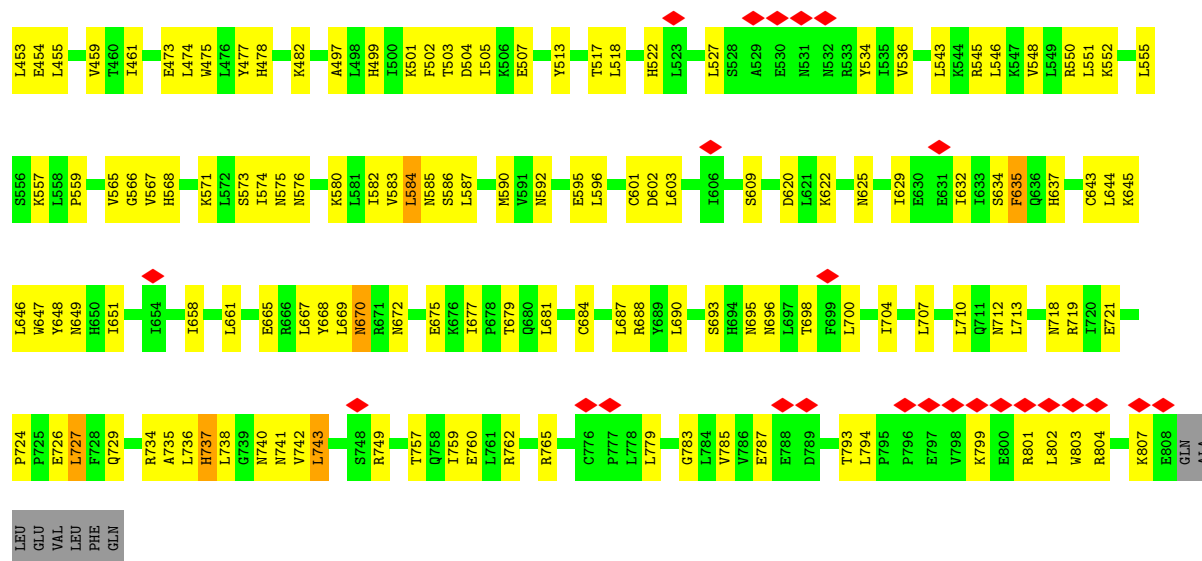 L453 E454 L455 V459 T460 I461 E473 L474 W475 L476 Y477 H478 K482 A497 L498 H499 I500 K501 F502 T503 D504 I505 K506 E507 Y513 T517 L518 H522 L523 L527 S528 A529 E530 N531 N532 R533 Y534 I535 V536 L543 K544 R545 L546 K547 V548 L549 R550 L551 K552 L555
S556 K557 L558 P559 V565 G566 V567 H568 K571 L572 S573 I574 N575 N576 K580 L581 I582 V583 L584 N585 S586 L587 M590 V591 N592 E595 L596 C601 D602 L603 I606 S609 D620 L621 K622 N625 I629 E630 E631 I632 I633 S634 F635 Q636 H637 C643 L644 K645
L646 W647 Y648 N649 H650 I651 I654 I658 L661 E665 R666 L667 Y668 L669 N670 R671 N672 E675 K676 I677 P678 T679 Q680 L681 C684 L687 R688 Y689 L690 S693 H694 N695 N696 L697 T698 F699 L700 I704 L707 L710 Q711 N712 L713 N718 R719 I720 E721
P724 P725 E726 L727 F728 Q729 R734 A735 L736 H737 L738 G739 N740 N741 V742 L743 S748 R749 T757 Q758 I759 E760 L761 R762 R765 C776 P777 L778 L779 G783 L784 V785 V786 E787 E788 D789 T793 L794 P795 P796 E797 V798 K799 E800 R801 L802 W803 R804 K807 E808 GLN ALA
LEU GLU VAL LEU PHE GLN